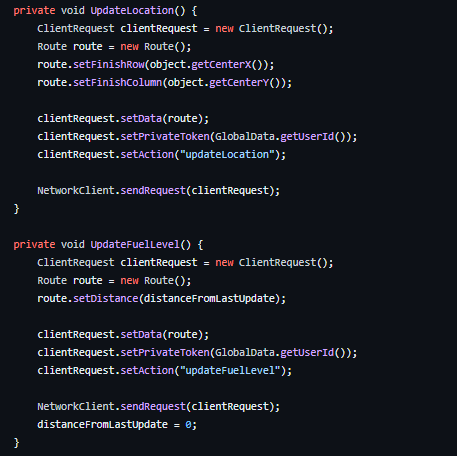 private void UpdateLocation() {
    ClientRequest clientRequest = new ClientRequest();
    Route route = new Route();
    route.setFinishRow(object.getCenterX());
    route.setFinishColumn(object.getCenterY());

    clientRequest.setData(route);
    clientRequest.setPrivateToken(GlobalData.getUserId());
    clientRequest.setAction("updateLocation");

    NetworkClient.sendRequest(clientRequest);
}

private void UpdateFuelLevel() {
    ClientRequest clientRequest = new ClientRequest();
    Route route = new Route();
    route.setDistance(distanceFromLastUpdate);

    clientRequest.setData(route);
    clientRequest.setPrivateToken(GlobalData.getUserId());
    clientRequest.setAction("updateFuelLevel");

    NetworkClient.sendRequest(clientRequest);
    distanceFromLastUpdate = 0;
}